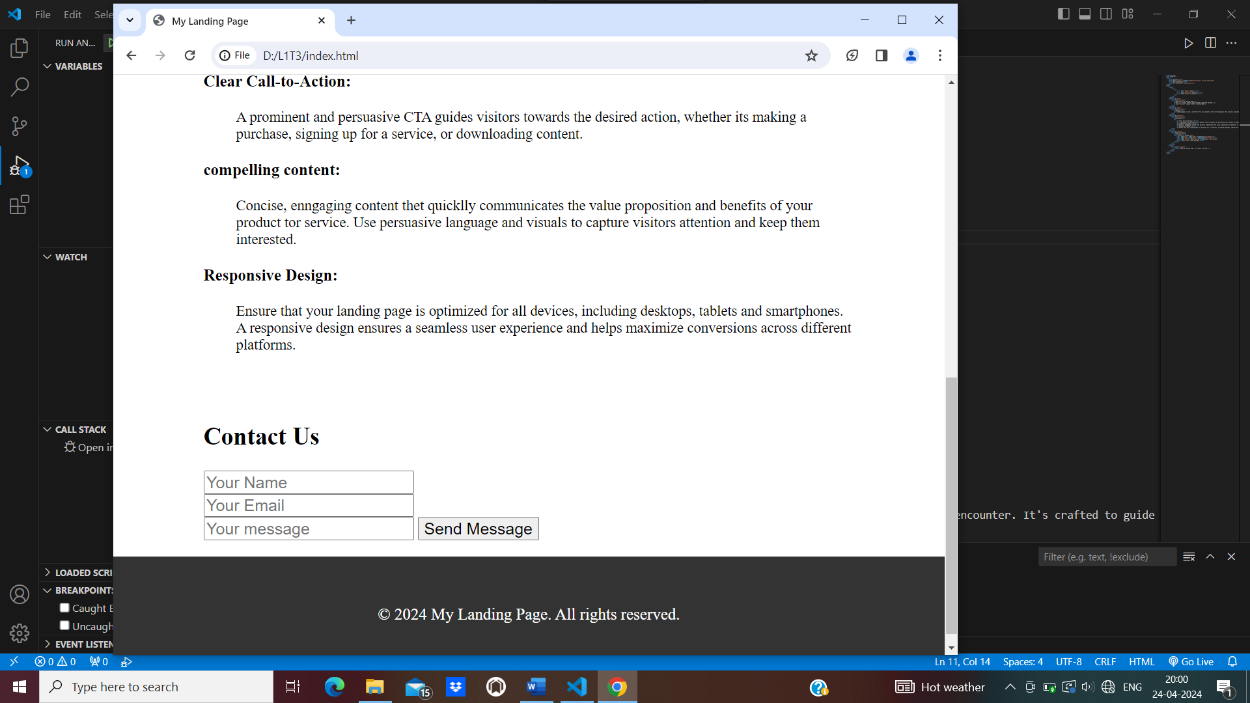 File Edit Sele
My Landing Page
File D:/L1T3/index.html
RUN AN...
VARIABLES
WATCH
CALL STACK
Open in
LOADED SCRI
BREAKPOINTS
Caught E
Uncaugh
EVENT LISTEN
1
Clear Call-to-Action:
A prominent and persuasive CTA guides visitors towards the desired action, whether its making a
purchase, signing up for a service, or downloading content.
compelling content:
Concise, enngaging content thet quicklly communicates the value proposition and benefits of your
product tor service. Use persuasive language and visuals to capture visitors attention and keep them
interested.
Responsive Design:
Ensure that your landing page is optimized for all devices, including desktops, tablets and smartphones.
A responsive design ensures a seamless user experience and helps maximize conversions across different
platforms.
Contact Us
Your Name
Your Email
Your message Send Message
© 2024 My Landing Page. All rights reserved.
encounter. It's crafted to guide
Filter (e.g. text, !exclude)
0 0 0 Ln 11, Col 14 Spaces: 4 UTF-8 CRLF HTML Go Live
Type here to search 15 Hot weather ENG 20:00
24-04-2024 1